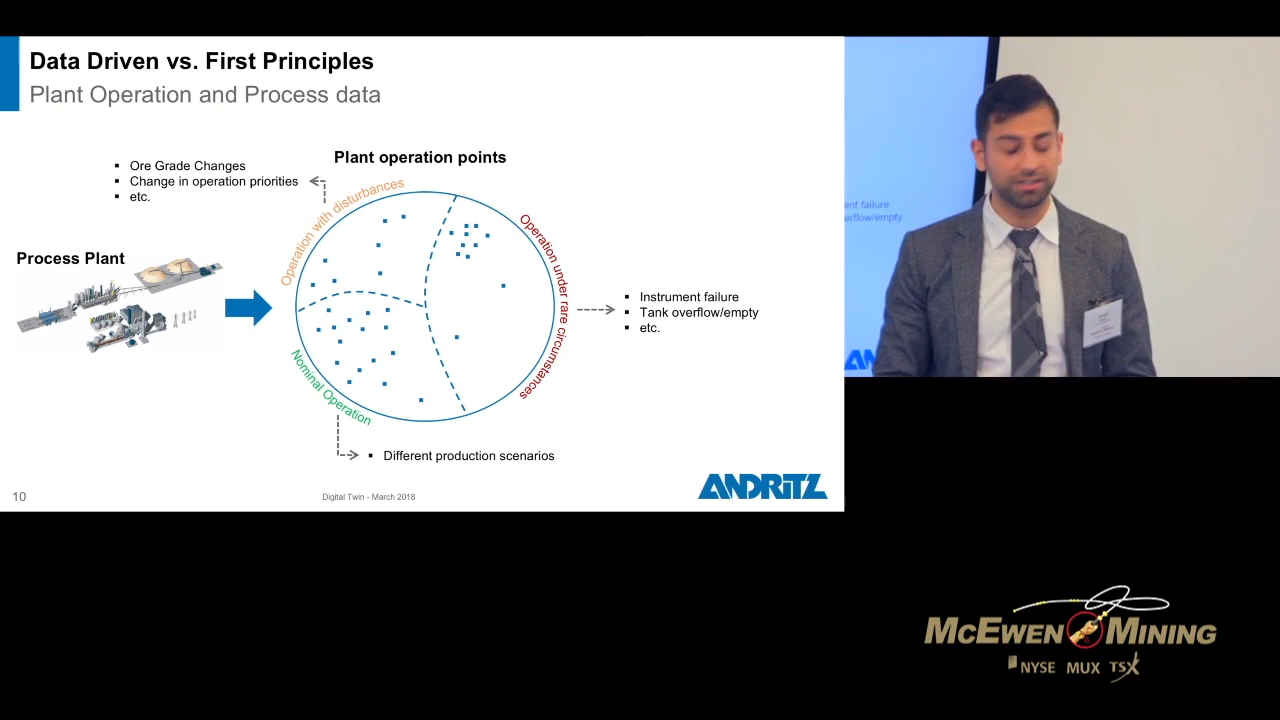 Data Driven vs. First Principles
Plant Operation and Process data
Plant operation points
▪ Ore Grade Changes
▪ Change in operation priorities
▪ etc.
Operation with disturbances
Operation under rare circumstances
Process Plant
▪ Instrument failure
▪ Tank overflow/empty
▪ etc.
Nominal Operation
▪ Different production scenarios
10
Digital Twin - March 2018
ANDRITZ
ent failure
erflow/empty
AN
MCEWEN MINING
NYSE MUX TSX